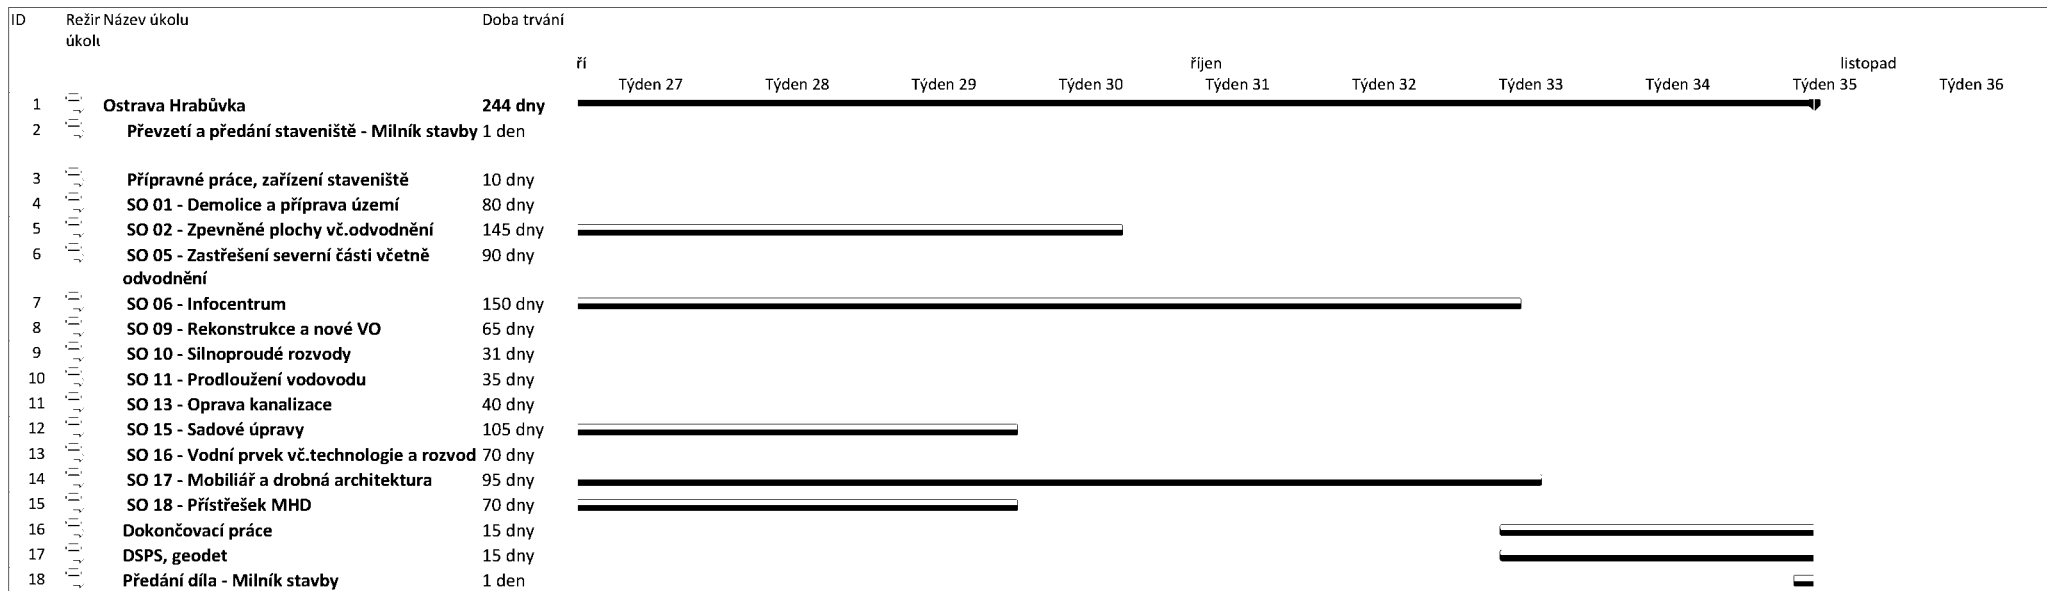 ID Režir Název úkolu Doba trvání
úkolu
ří říjen listopad
Týden 27 Týden 28 Týden 29 Týden 30 Týden 31 Týden 32 Týden 33 Týden 34 Týden 35 Týden 36
1 Ostrava Hrabůvka 244 dny
2 Převzetí a předání staveniště - Milník stavby 1 den
3 Přípravné práce, zařízení staveniště 10 dny
4 SO 01 - Demolice a příprava území 80 dny
5 SO 02 - Zpevněné plochy vč.odvodnění 145 dny
6 SO 05 - Zastřešení severní části včetně 90 dny
odvodnění
7 SO 06 - Infocentrum 150 dny
8 SO 09 - Rekonstrukce a nové VO 65 dny
9 SO 10 - Silnoproudé rozvody 31 dny
10 SO 11 - Prodloužení vodovodu 35 dny
11 SO 13 - Oprava kanalizace 40 dny
12 SO 15 - Sadové úpravy 105 dny
13 SO 16 - Vodní prvek vč.technologie a rozvod 70 dny
14 SO 17 - Mobiliář a drobná architektura 95 dny
15 SO 18 - Přístřešek MHD 70 dny
16 Dokončovací práce 15 dny
17 DSPS, geodet 15 dny
18 Předání díla - Milník stavby 1 den